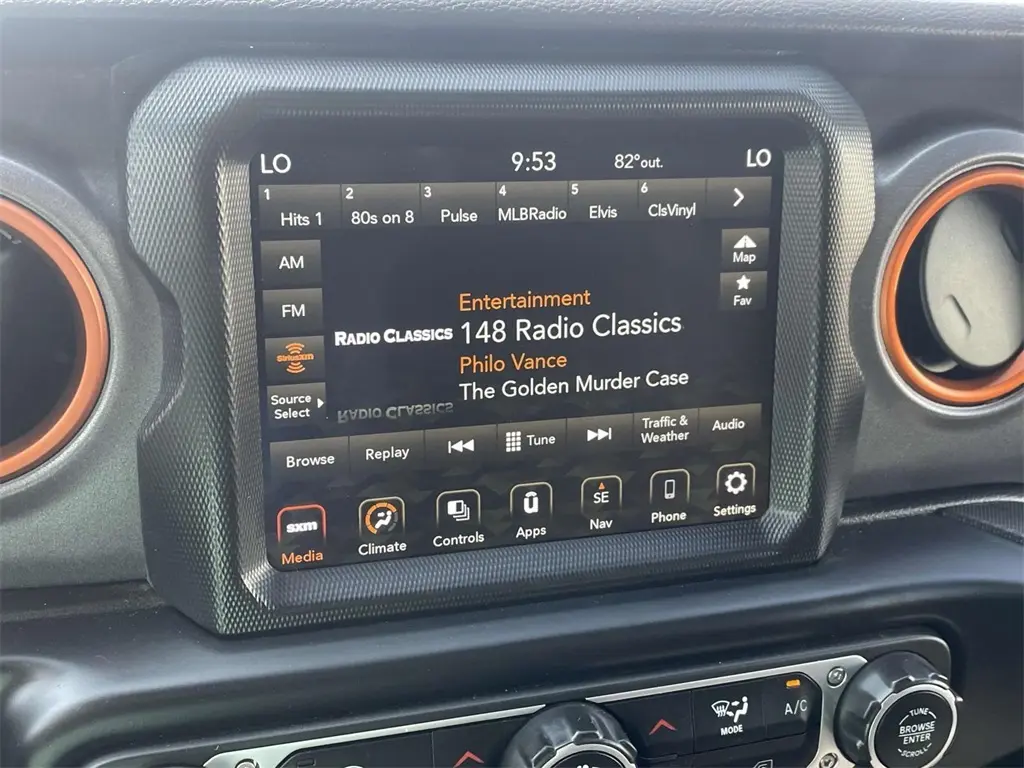 LO 9:53 82°out. LO
1 Hits 1 2 80s on 8 3 Pulse 4 MLBRadio 5 Elvis 6 ClsVinyl
AM
Map
FM
Fav
Entertainment
RADIO CLASSICS 148 Radio Classics
SiriusXM
Philo Vance
The Golden Murder Case
Source
Select
RADIO CLASSICS
Browse Replay Tune Traffic & Weather Audio
sxm SE
Media Climate Controls Apps Nav Phone Settings
MODE
A/C
TUNE
BROWSE
ENTER
SCROLL